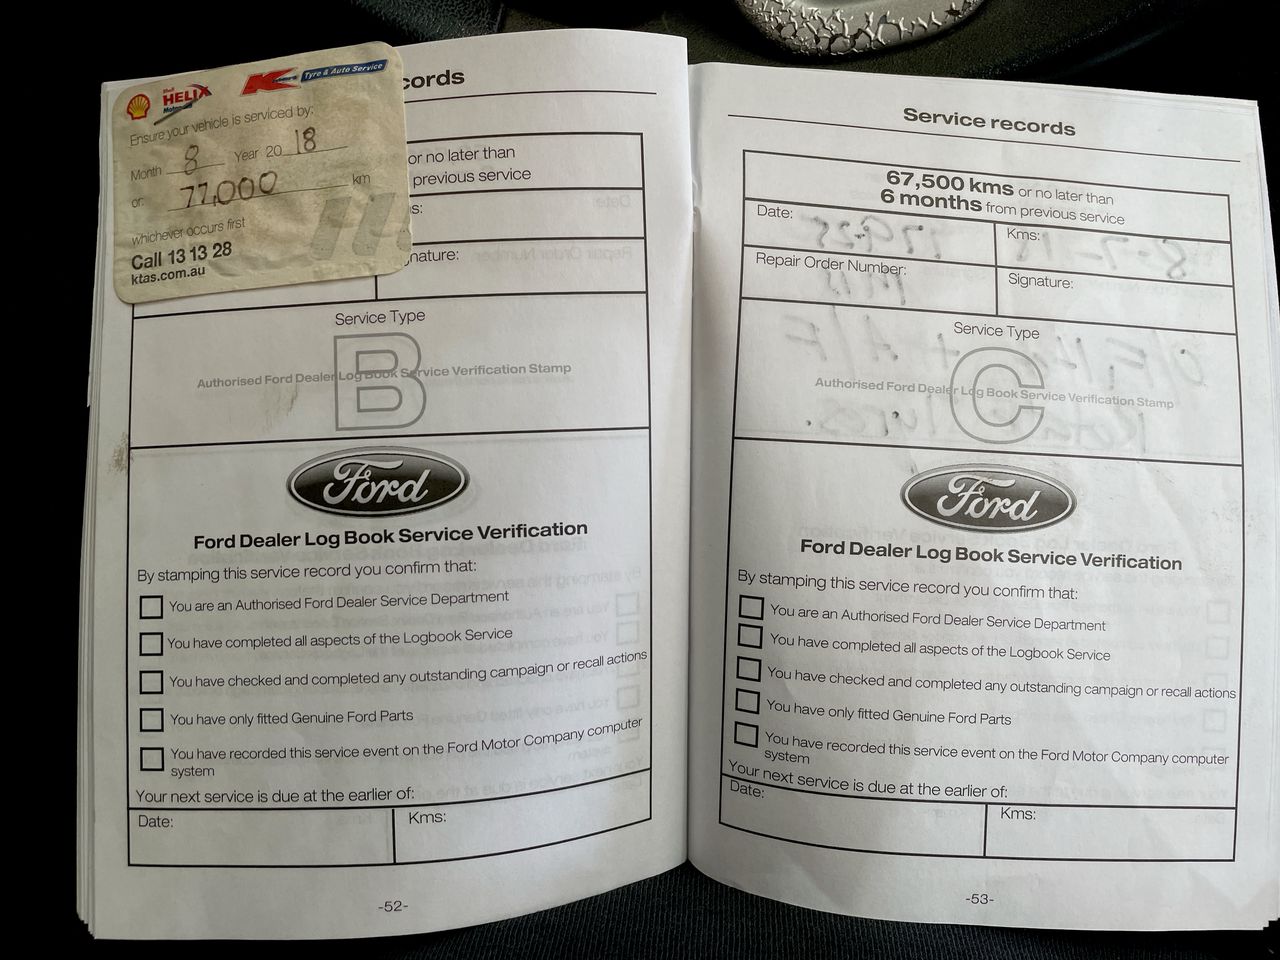 Shell
HELIX
Motor Oils
K Tyre & Auto Service
Ensure your vehicle is serviced by:
Month 8 Year 20 18
or: 77,000 km
whichever occurs first
Call 13 13 28
ktas.com.au
cords
or no later than
previous service
s:
nature:
Service Type
B
Authorised Ford Dealer Log Book Service Verification Stamp
Ford
Ford Dealer Log Book Service Verification
By stamping this service record you confirm that:
You are an Authorised Ford Dealer Service Department
You have completed all aspects of the Logbook Service
You have checked and completed any outstanding campaign or recall actions
You have only fitted Genuine Ford Parts
You have recorded this service event on the Ford Motor Company computer
system
Your next service is due at the earlier of:
Date: Kms:
-52-
Service records
67,500 kms or no later than
6 months from previous service
Date: Kms:
Repair Order Number: Signature:
Service Type
C
Authorised Ford Dealer Log Book Service Verification Stamp
Ford
Ford Dealer Log Book Service Verification
By stamping this service record you confirm that:
You are an Authorised Ford Dealer Service Department
You have completed all aspects of the Logbook Service
You have checked and completed any outstanding campaign or recall actions
You have only fitted Genuine Ford Parts
You have recorded this service event on the Ford Motor Company computer
system
Your next service is due at the earlier of:
Date: Kms:
-53-